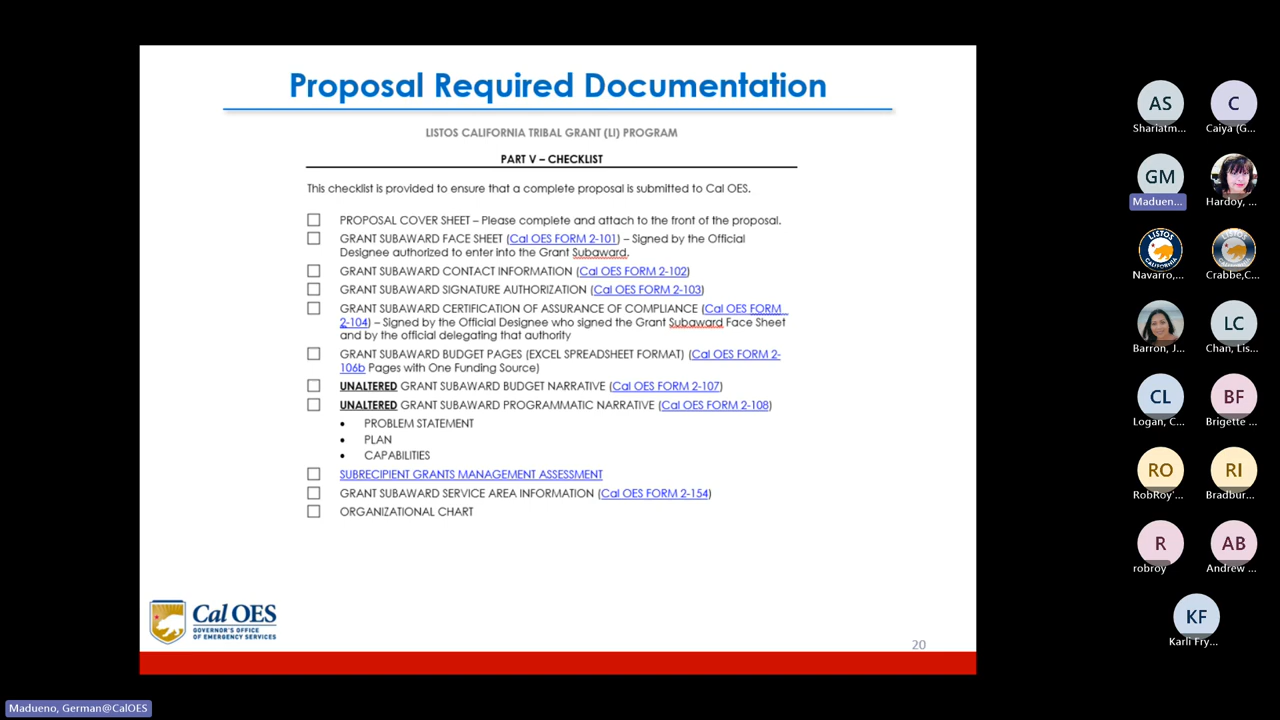 Proposal Required Documentation
LISTOS CALIFORNIA TRIBAL GRANT (LI) PROGRAM
PART V – CHECKLIST
This checklist is provided to ensure that a complete proposal is submitted to Cal OES.
PROPOSAL COVER SHEET – Please complete and attach to the front of the proposal.
GRANT SUBAWARD FACE SHEET (Cal OES FORM 2-101) – Signed by the Official
Designee authorized to enter into the Grant Subaward.
GRANT SUBAWARD CONTACT INFORMATION (Cal OES FORM 2-102)
GRANT SUBAWARD SIGNATURE AUTHORIZATION (Cal OES FORM 2-103)
GRANT SUBAWARD CERTIFICATION OF ASSURANCE OF COMPLIANCE (Cal OES FORM
2-104) – Signed by the Official Designee who signed the Grant Subaward Face Sheet
and by the official delegating that authority
GRANT SUBAWARD BUDGET PAGES (EXCEL SPREADSHEET FORMAT) (Cal OES FORM 2-
106b Pages with One Funding Source)
UNALTERED GRANT SUBAWARD BUDGET NARRATIVE (Cal OES FORM 2-107)
UNALTERED GRANT SUBAWARD PROGRAMMATIC NARRATIVE (Cal OES FORM 2-108)
• PROBLEM STATEMENT
• PLAN
• CAPABILITIES
SUBRECIPIENT GRANTS MANAGEMENT ASSESSMENT
GRANT SUBAWARD SERVICE AREA INFORMATION (Cal OES FORM 2-154)
ORGANIZATIONAL CHART
Cal OES
GOVERNOR'S OFFICE
OF EMERGENCY SERVICES
20
AS
Shariatm...
C
Caiya (G...
GM
Maduen...
Hardoy, ...
LISTOS
CALIFORNIA
Navarro,...
Crabbe,C...
Barron, J...
LC
Chan, Lis...
CL
Logan, C...
BF
Brigette ...
RO
RobRoy'...
RI
Bradbur...
R
robroy
AB
Andrew ...
KF
Karli Fry...
Madueno, German@CalOES